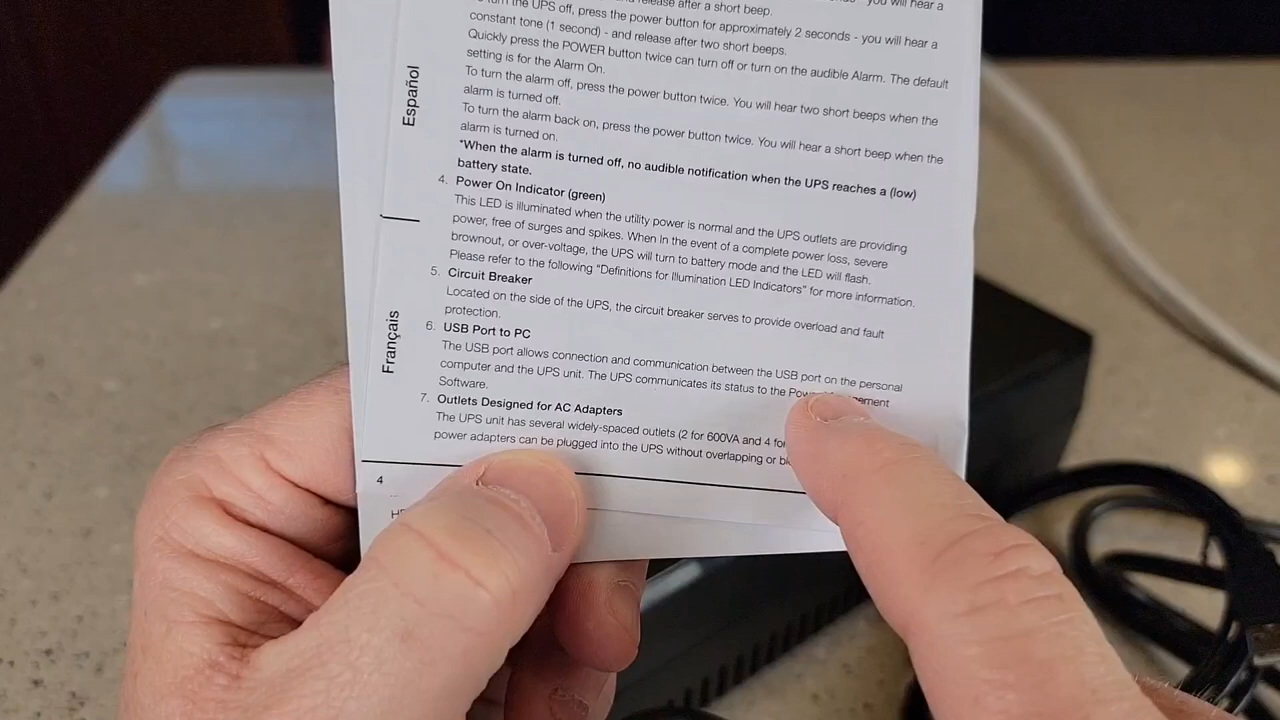 release after a short beep.
you will hear a
turn the UPS off, press the power button for approximately 2 seconds - you will hear a
constant tone (1 second) - and release after two short beeps.
Quickly press the POWER button twice can turn off or turn on the audible Alarm. The default
setting is for the Alarm On.
To turn the alarm off, press the power button twice. You will hear two short beeps when the
alarm is turned off.
To turn the alarm back on, press the power button twice. You will hear a short beep when the
alarm is turned on.
*When the alarm is turned off, no audible notification when the UPS reaches a (low)
battery state.
4. Power On Indicator (green)
This LED is illuminated when the utility power is normal and the UPS outlets are providing
power, free of surges and spikes. When In the event of a complete power loss, severe
brownout, or over-voltage, the UPS will turn to battery mode and the LED will flash.
Please refer to the following "Definitions for Illumination LED Indicators" for more information.
5. Circuit Breaker
Located on the side of the UPS, the circuit breaker serves to provide overload and fault
protection.
6. USB Port to PC
The USB port allows connection and communication between the USB port on the personal
computer and the UPS unit. The UPS communicates its status to the
Software.
7. Outlets Designed for AC Adapters
The UPS unit has several widely-spaced outlets (2 for 600VA and 4 for
power adapters can be plugged into the UPS without overlapping or
4
Español
Français